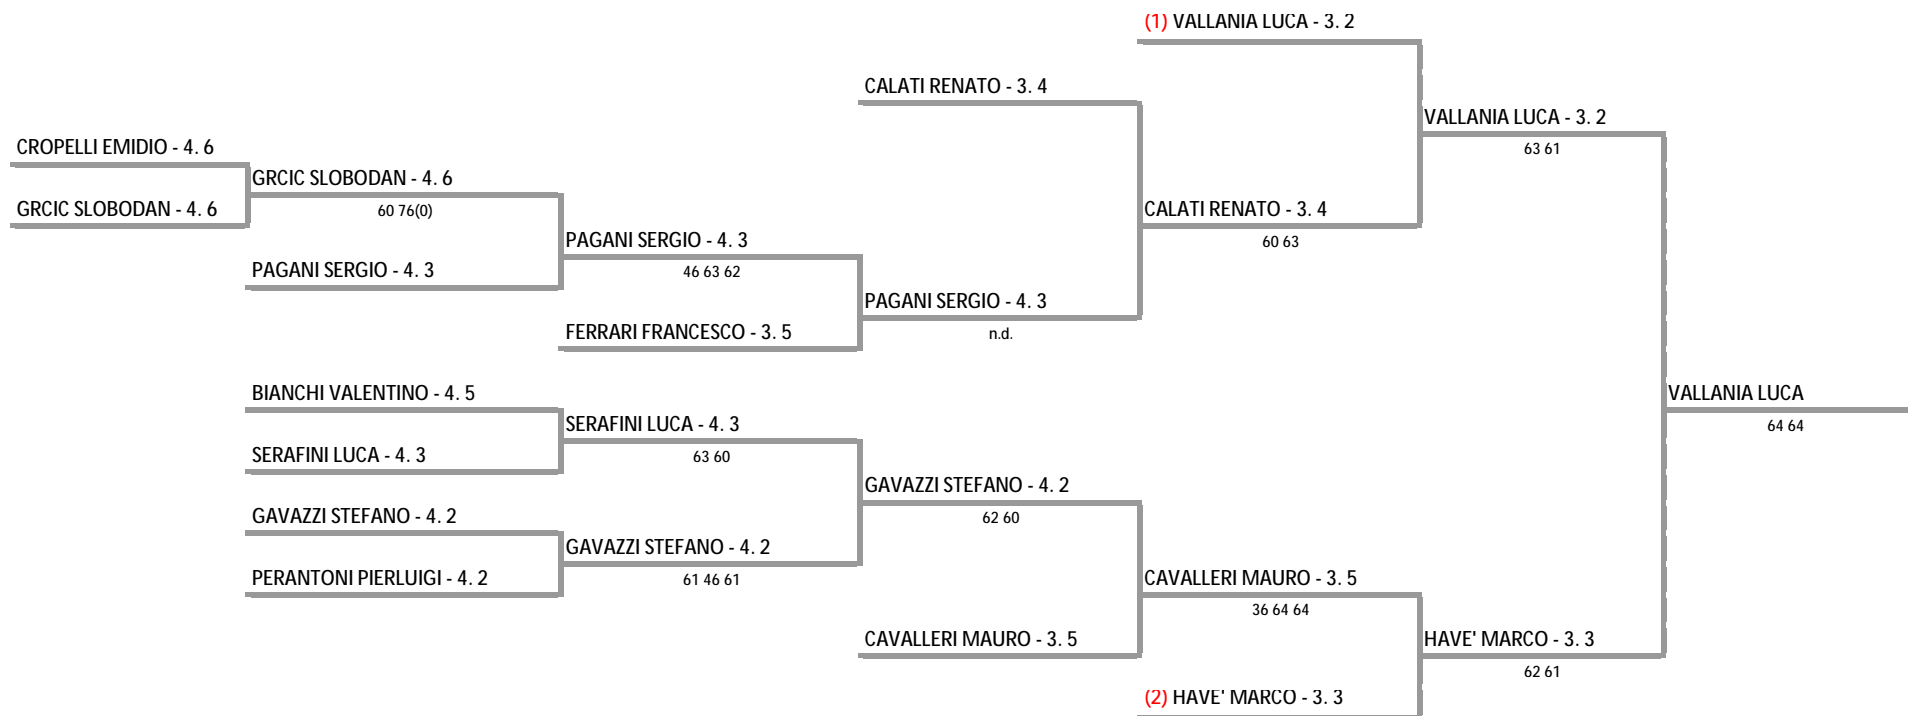 (1) VALLANIA LUCA - 3. 2
CALATI RENATO - 3. 4
VALLANIA LUCA - 3. 2
63 61
CROPELLI EMIDIO - 4. 6
GRCIC SLOBODAN - 4. 6
60 76(0)
GRCIC SLOBODAN - 4. 6
CALATI RENATO - 3. 4
60 63
PAGANI SERGIO - 4. 3
46 63 62
PAGANI SERGIO - 4. 3
PAGANI SERGIO - 4. 3
n.d.
FERRARI FRANCESCO - 3. 5
BIANCHI VALENTINO - 4. 5
VALLANIA LUCA
64 64
SERAFINI LUCA - 4. 3
63 60
SERAFINI LUCA - 4. 3
GAVAZZI STEFANO - 4. 2
62 60
GAVAZZI STEFANO - 4. 2
GAVAZZI STEFANO - 4. 2
61 46 61
PERANTONI PIERLUIGI - 4. 2
CAVALLERI MAURO - 3. 5
36 64 64
CAVALLERI MAURO - 3. 5
HAVE' MARCO - 3. 3
62 61
(2) HAVE' MARCO - 3. 3